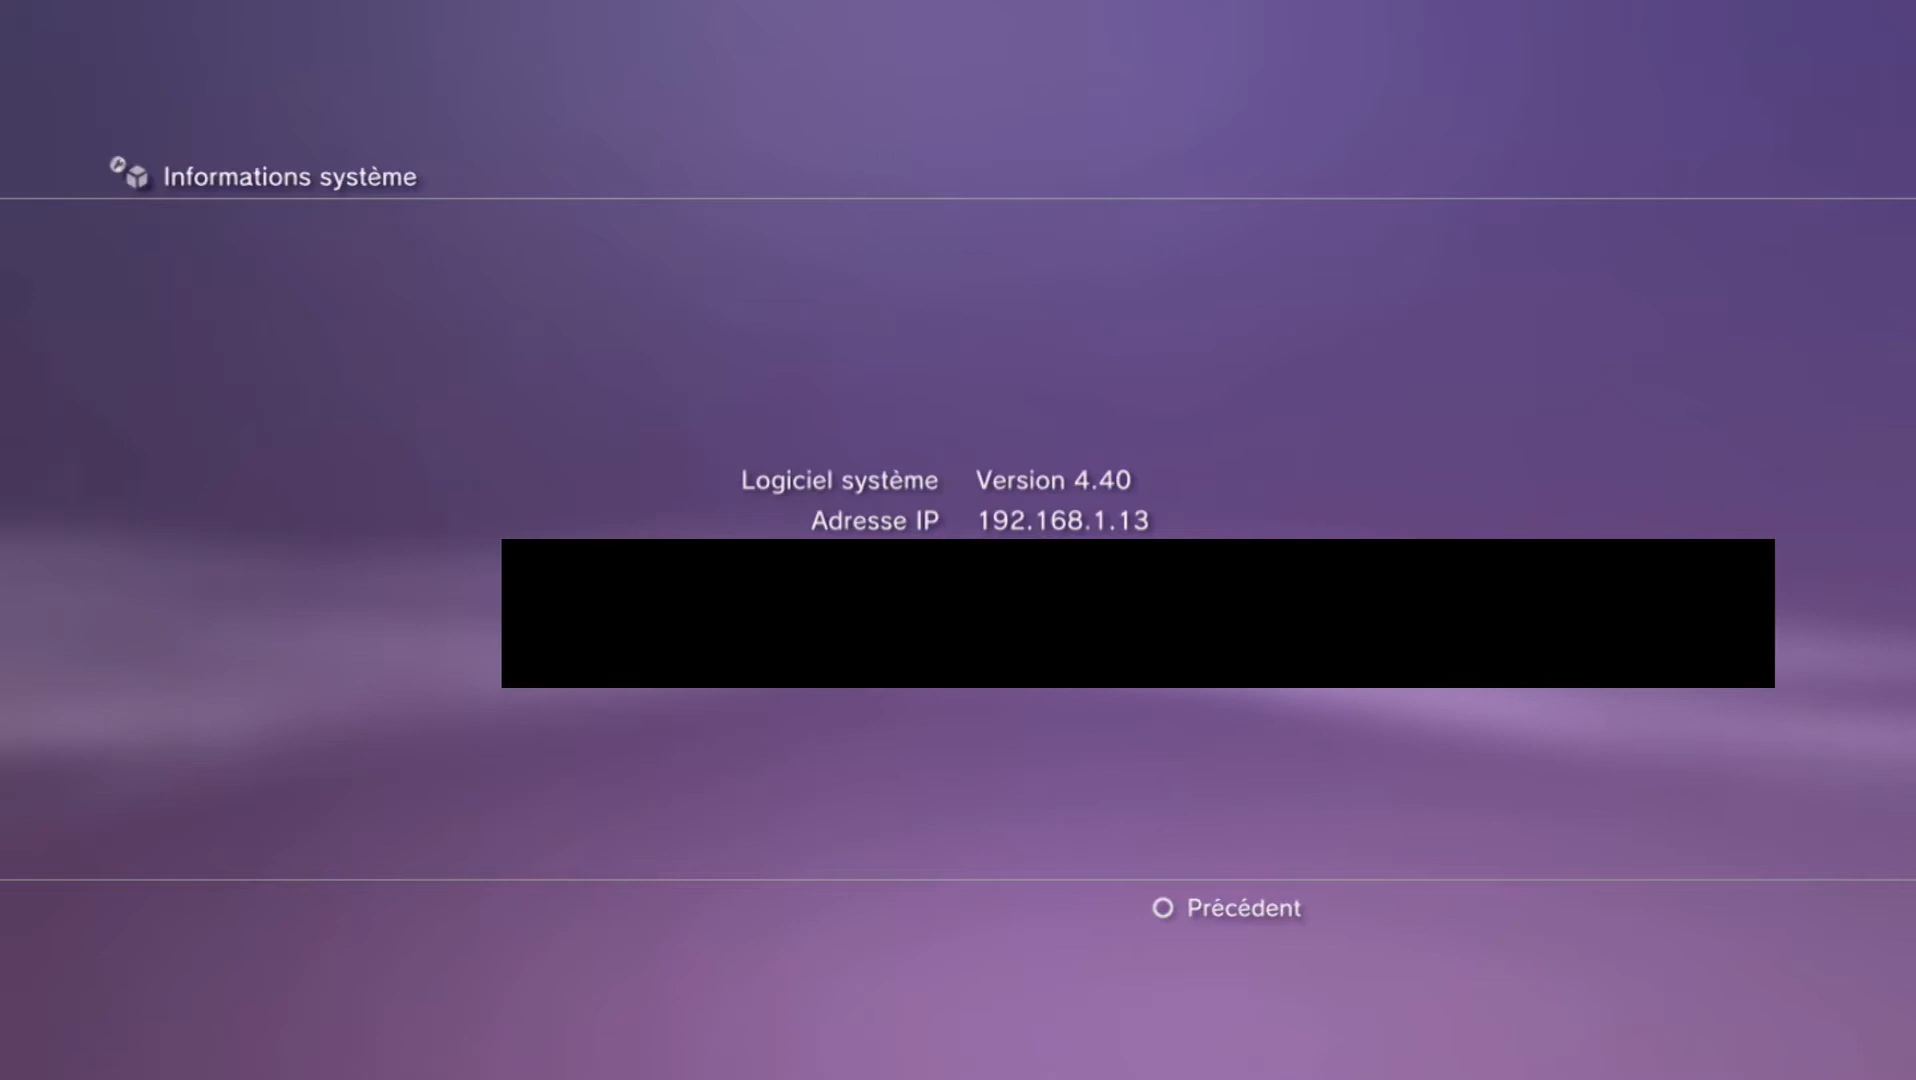 Informations système
Logiciel système Version 4.40
Adresse IP 192.168.1.13
Précédent